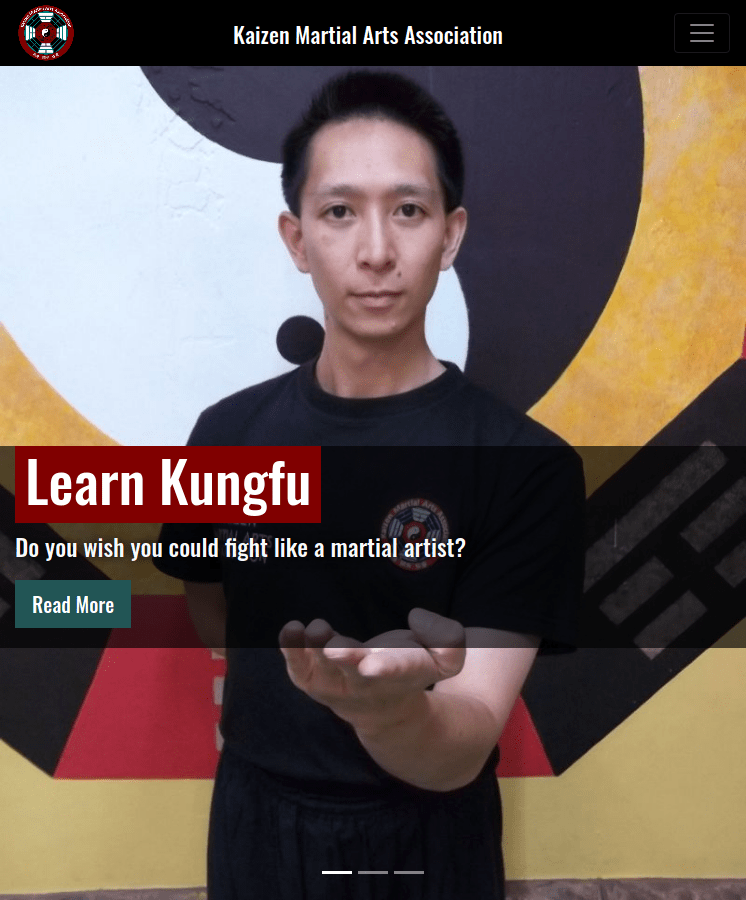 Kaizen Martial Arts Association
Learn Kungfu
Do you wish you could fight like a martial artist?
Read More